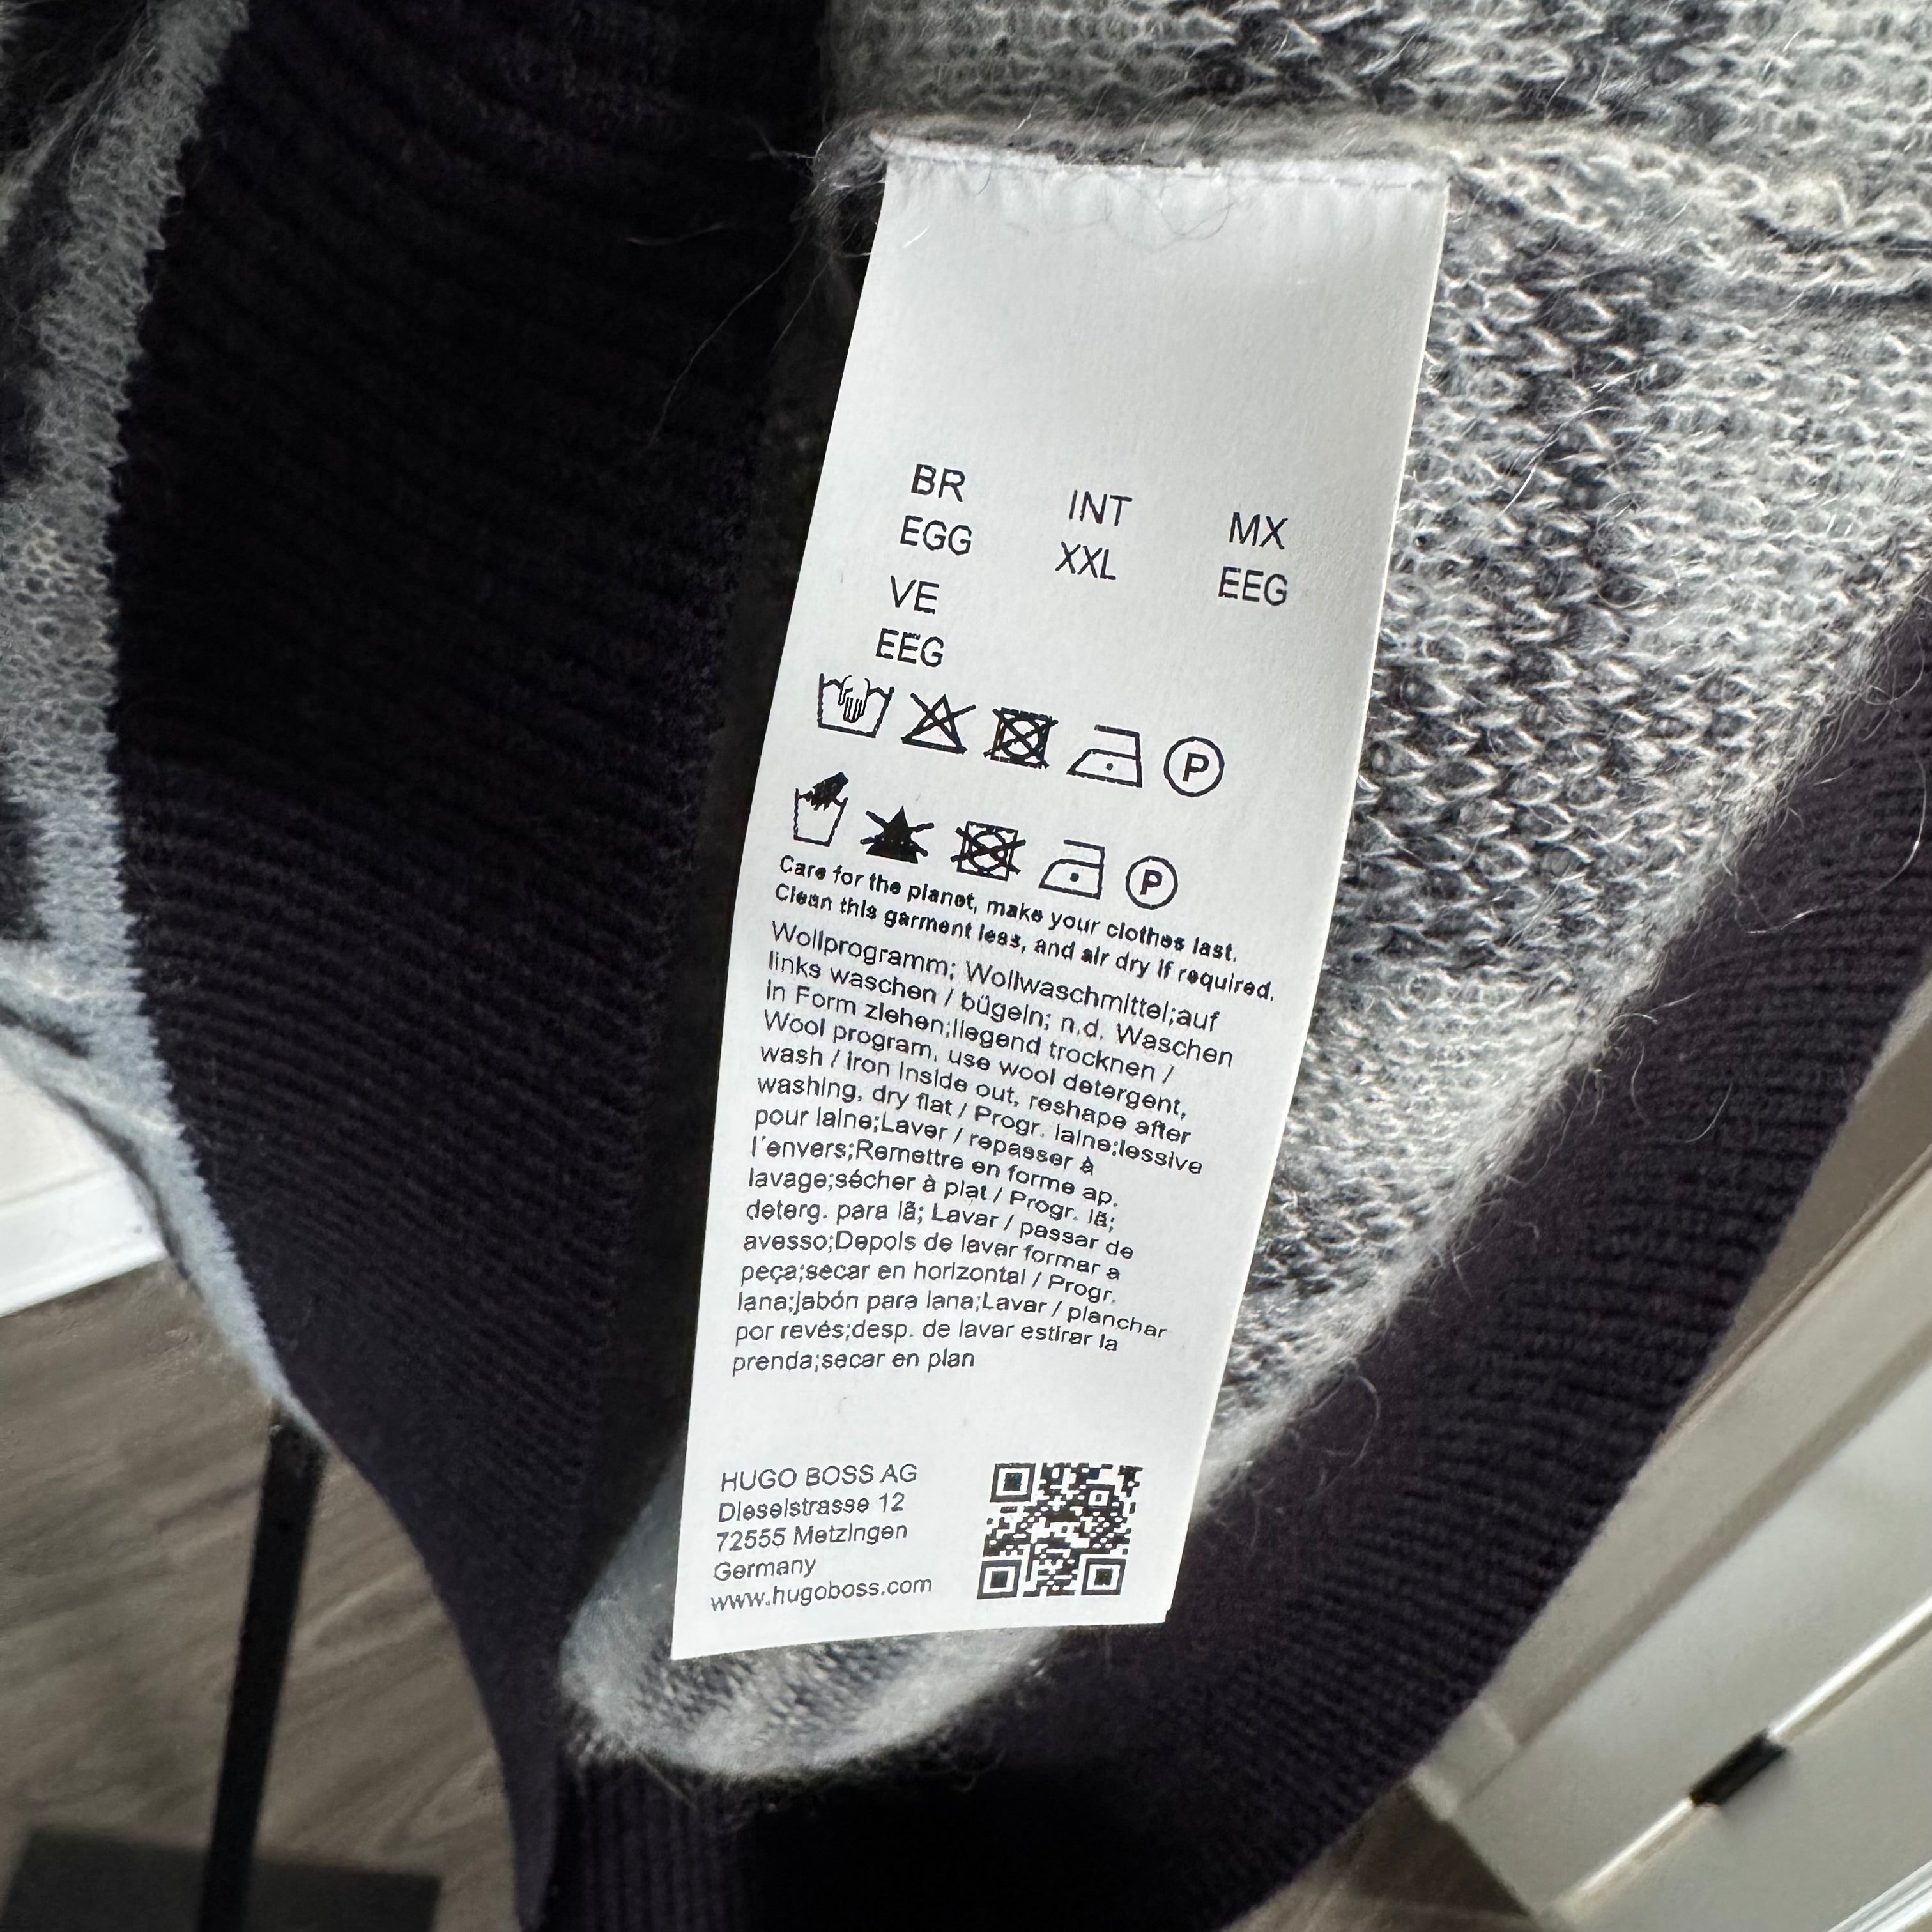 BR INT MX
EGG XXL EEG
VE
EEG
P
P
Care for the planet, make your clothes last.
Clean this garment less, and air dry if required.
Wollprogramm; Wollwaschmittel;auf
links waschen / bügeln; n.d. Waschen
in Form ziehen;liegend trocknen /
Wool program, use wool detergent,
wash / iron inside out, reshape after
washing, dry flat / Progr. laine;lessive
pour laine;Laver / repasser à
l´envers;Remettre en forme ap.
lavage;sécher à plat / Progr. lã;
deterg. para lã; Lavar / passar de
avesso;Depois de lavar formar a
peça;secar en horizontal / Progr.
lana;jabón para lana;Lavar / planchar
por revés;desp. de lavar estirar la
prenda;secar en plan
HUGO BOSS AG
Dieselstrasse 12
72555 Metzingen
Germany
www.hugoboss.com